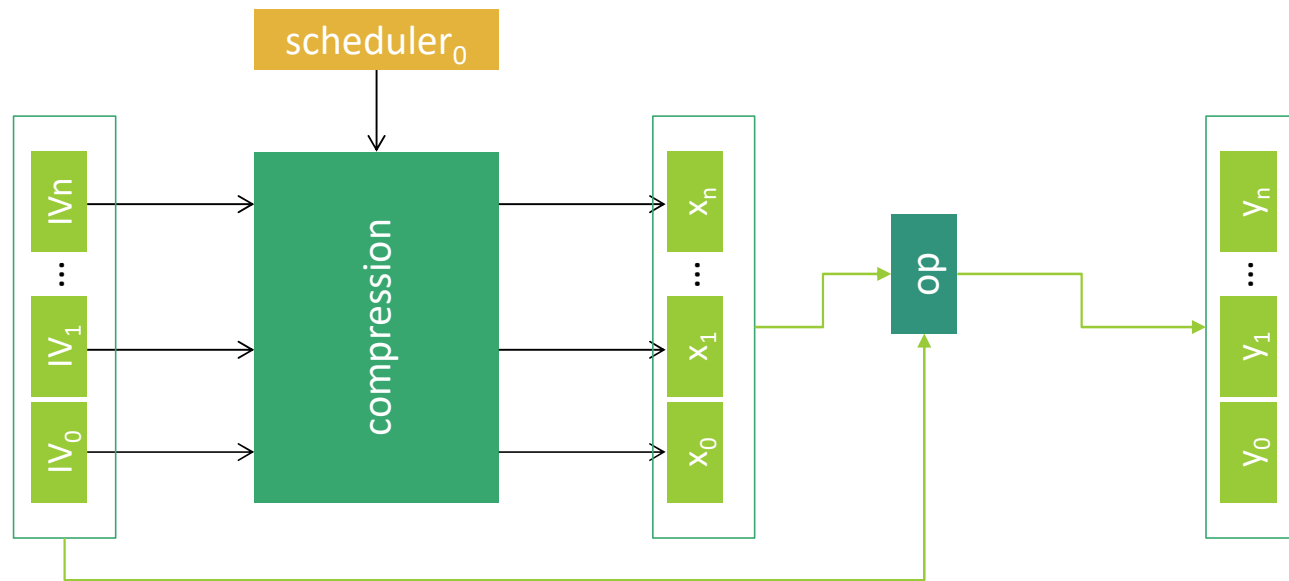 scheduler₀
IVn
...
IV₁
IV₀
compression
xₙ
...
x₁
x₀
op
yₙ
...
y₁
y₀